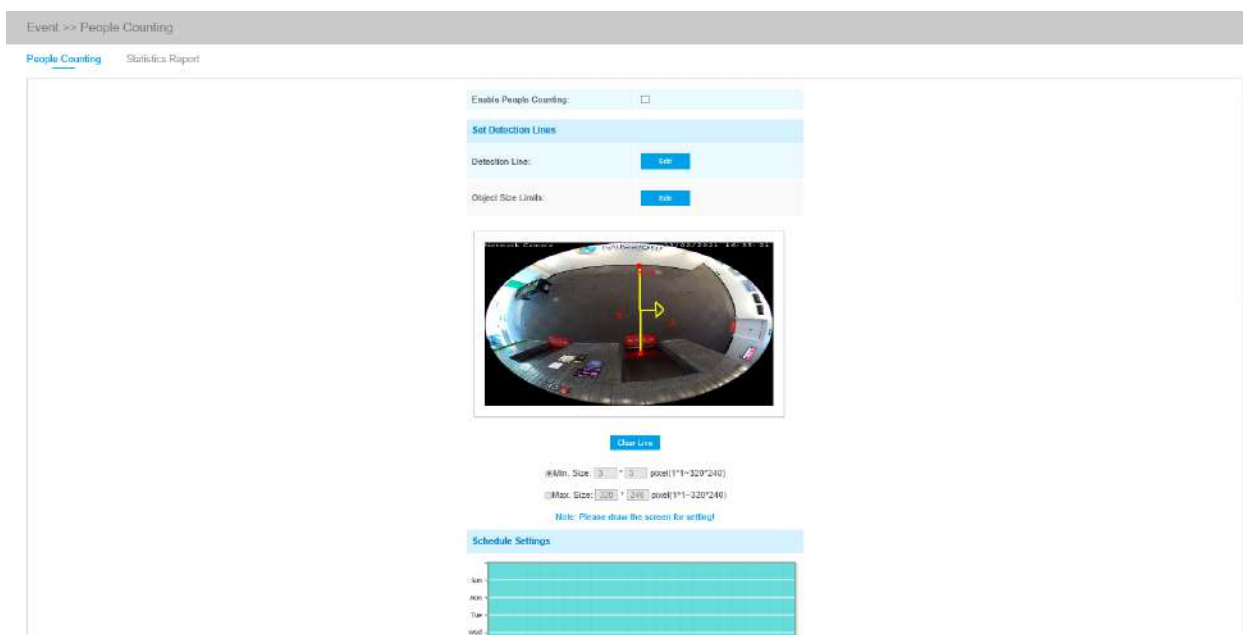 Event >> People Counting
People Counting Statistics Report
Enable People Counting:
Set Detection Lines
Detection Line: Edit
Object Size Limits: Edit
Network Camera
Clear Line
Min. Size: 3 * 3 pixel(1*1~320*240)
Max. Size: 320 * 240 pixel(1*1~320*240)
Note: Please draw the screen for setting!
Schedule Settings
Sun
Mon
Tue
Wed